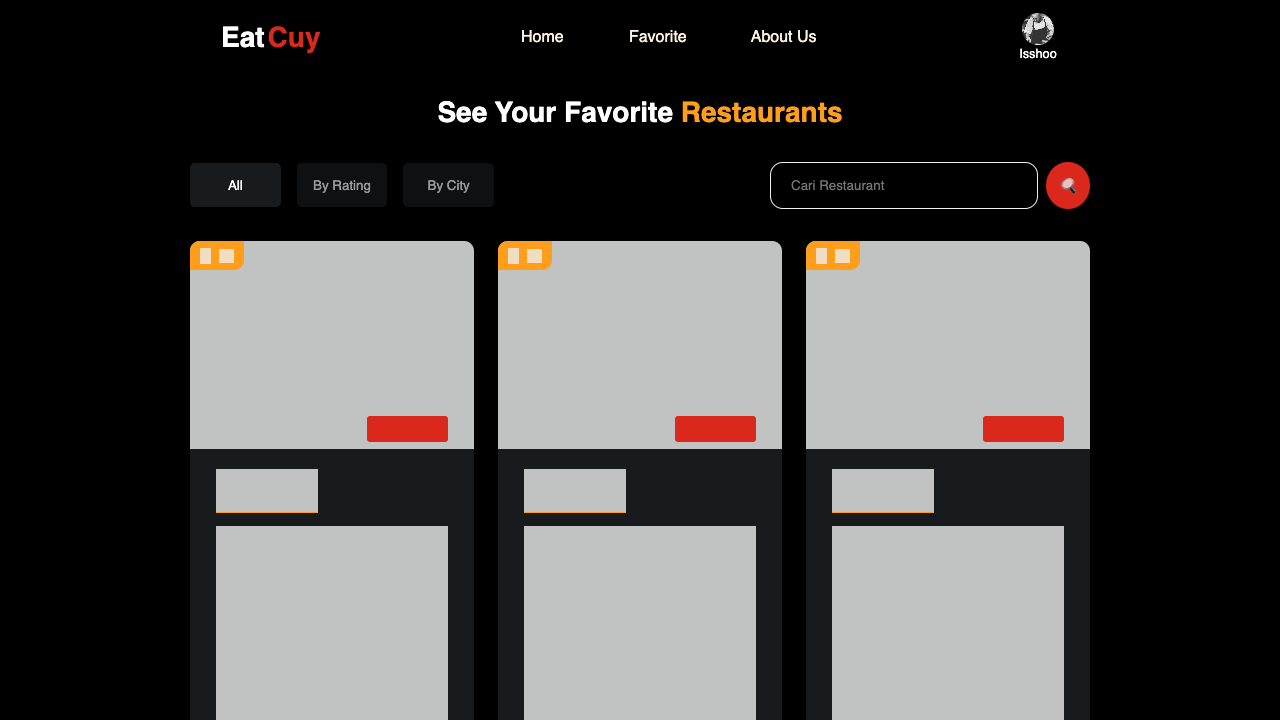 Eat Cuy
Home
Favorite
About Us
Isshoo
See Your Favorite Restaurants
All
By Rating
By City
Cari Restaurant